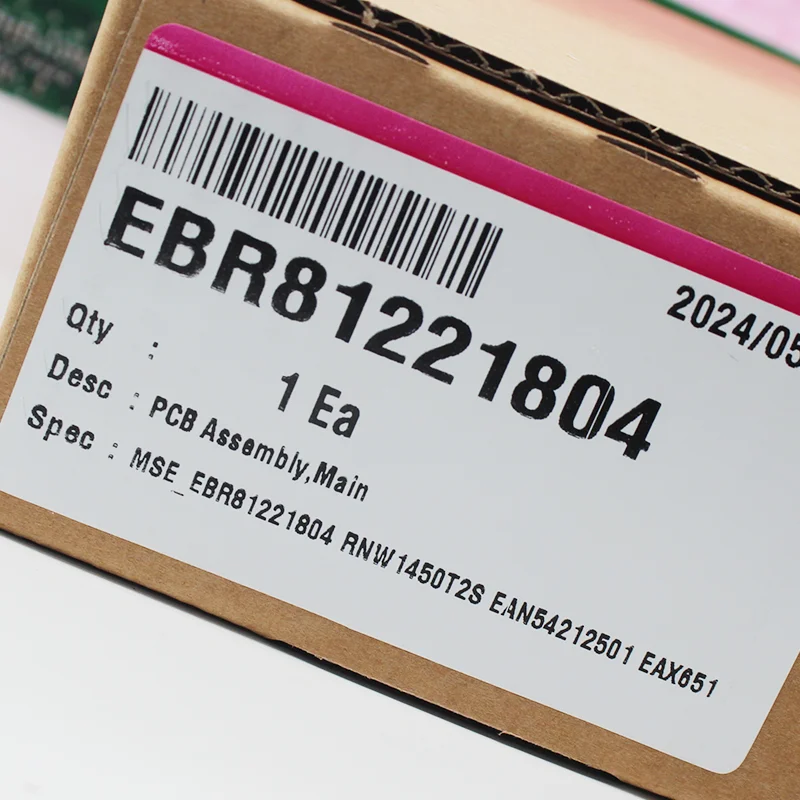 EBR81221804
2024/05
Qty :
1 Ea
Desc : PCB Assembly,Main
Spec : MSE_EBR81221804 RNW1450T2S EAN54212501 EAX651